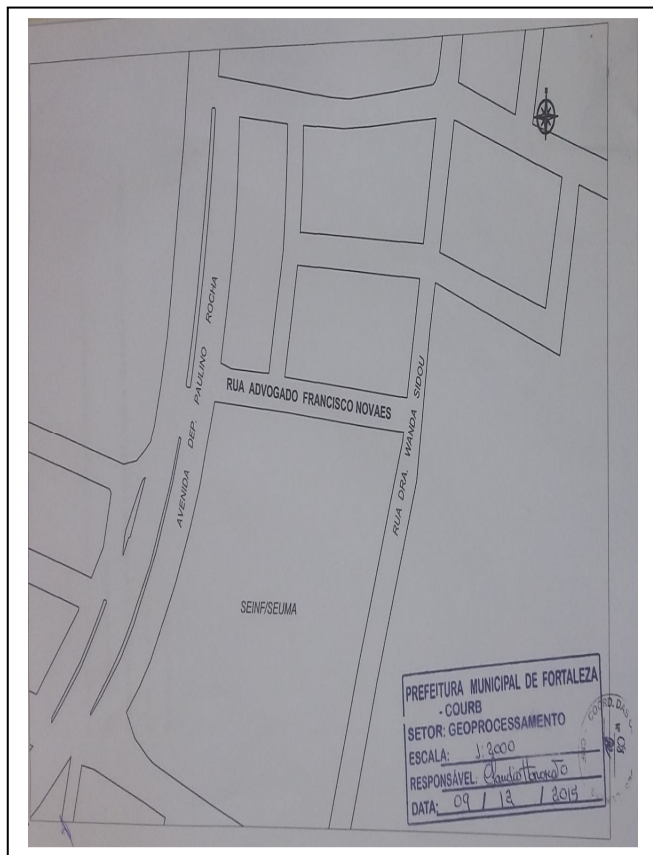 AVENIDA DEP. PAULINO ROCHA
RUA ADVOGADO FRANCISCO NOVAES
RUA DRA. WANDA SIDOU
SEINF/SEUMA
PREFEITURA MUNICIPAL DE FORTALEZA
- COURB
SETOR: GEOPROCESSAMENTO
ESCALA: 1:2000
RESPONSÁVEL:
DATA: 09 / 12 / 2015